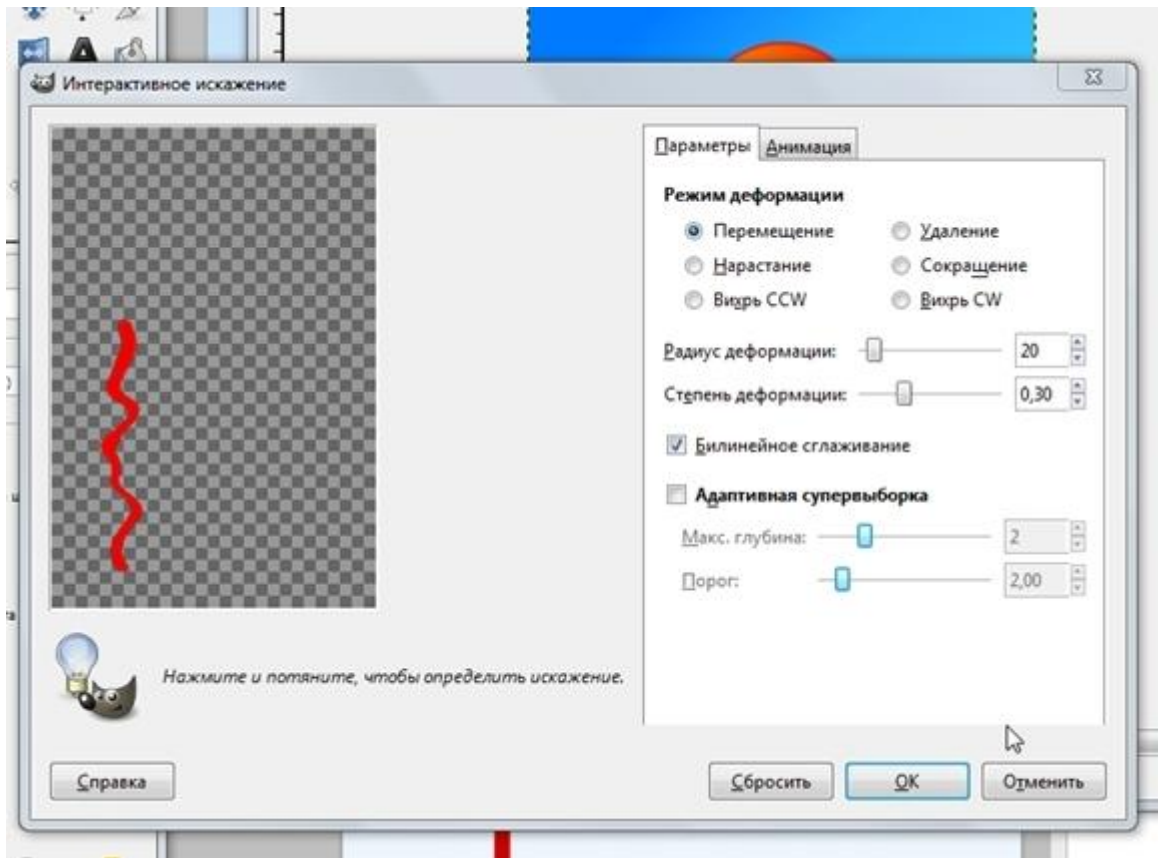 Интерактивное искажение
Параметры Анимация
Режим деформации
Перемещение Удаление
Нарастание Сокращение
Вихрь CCW Вихрь CW
Радиус деформации: 20
Степень деформации: 0,30
Билинейное сглаживание
Адаптивная супервыборка
Макс. глубина: 2
Порог: 2,00
Нажмите и потяните, чтобы определить искажение.
Справка Сбросить OK Отменить